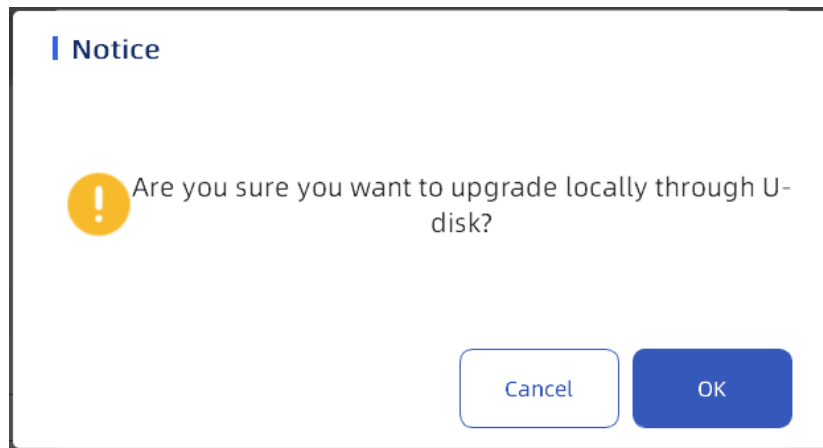 Notice
Are you sure you want to upgrade locally through U-
disk?
Cancel
OK